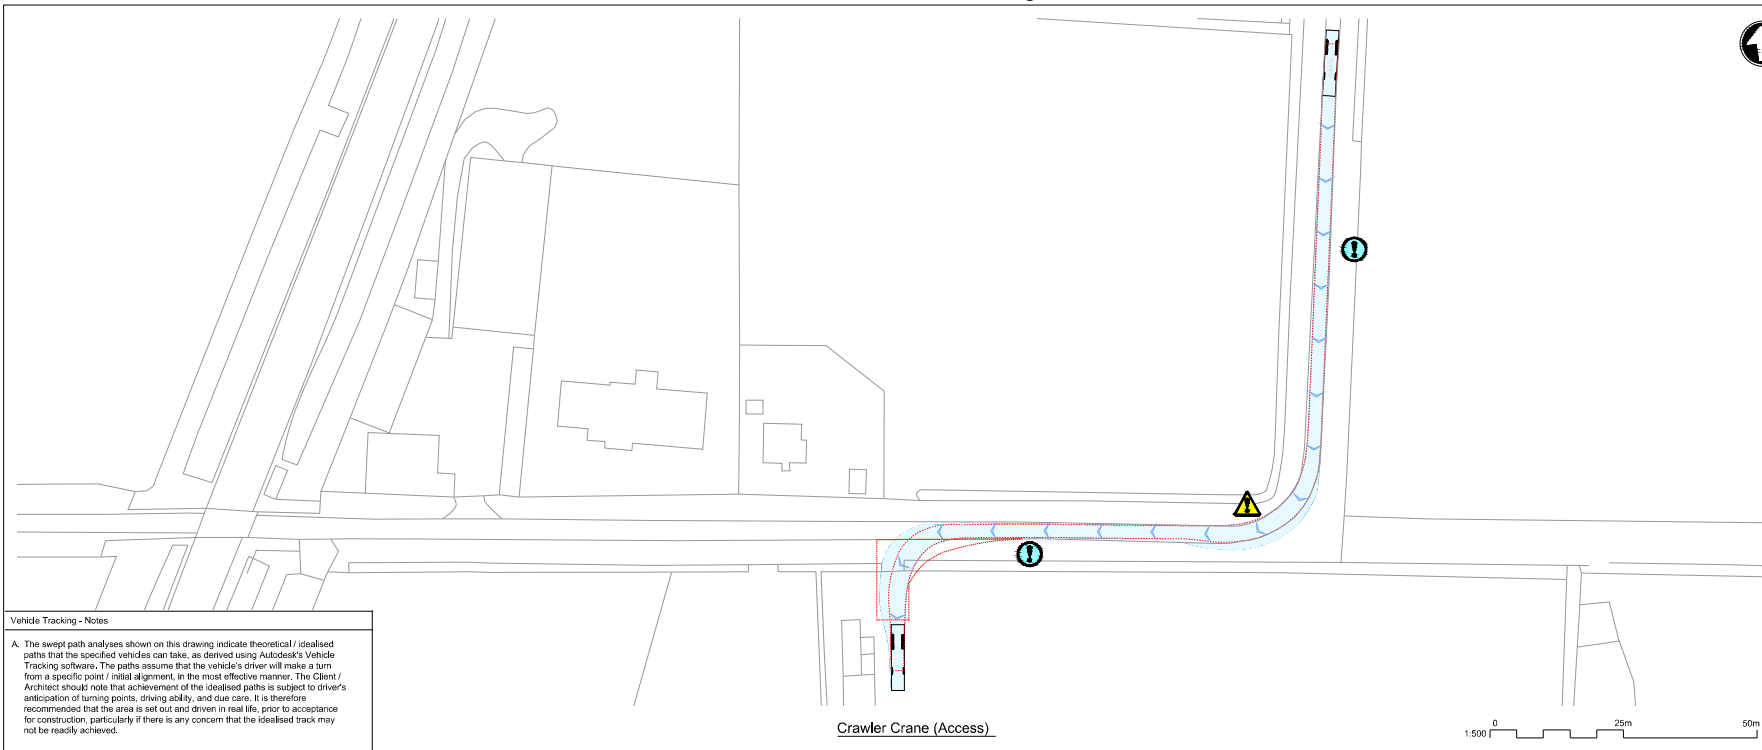 Vehicle Tracking - Notes
A. The swept path analyses shown on this drawing indicate theoretical / idealised
paths that the specified vehicles can take, as derived using Autodesk's Vehicle
Tracking software. The paths assume that the vehicle's driver will make a turn
from a specific point / initial alignment, in the most effective manner. The Client /
Architect should note that achievement of the idealised paths is subject to driver's
anticipation of turning points, driving ability, and due care. It is therefore
recommended that the area is set out and driven in real life, prior to acceptance
for construction, particularly if there is any concern that the idealised track may
not be readily achieved.
Crawler Crane (Access)
0 25m 50m
1:500